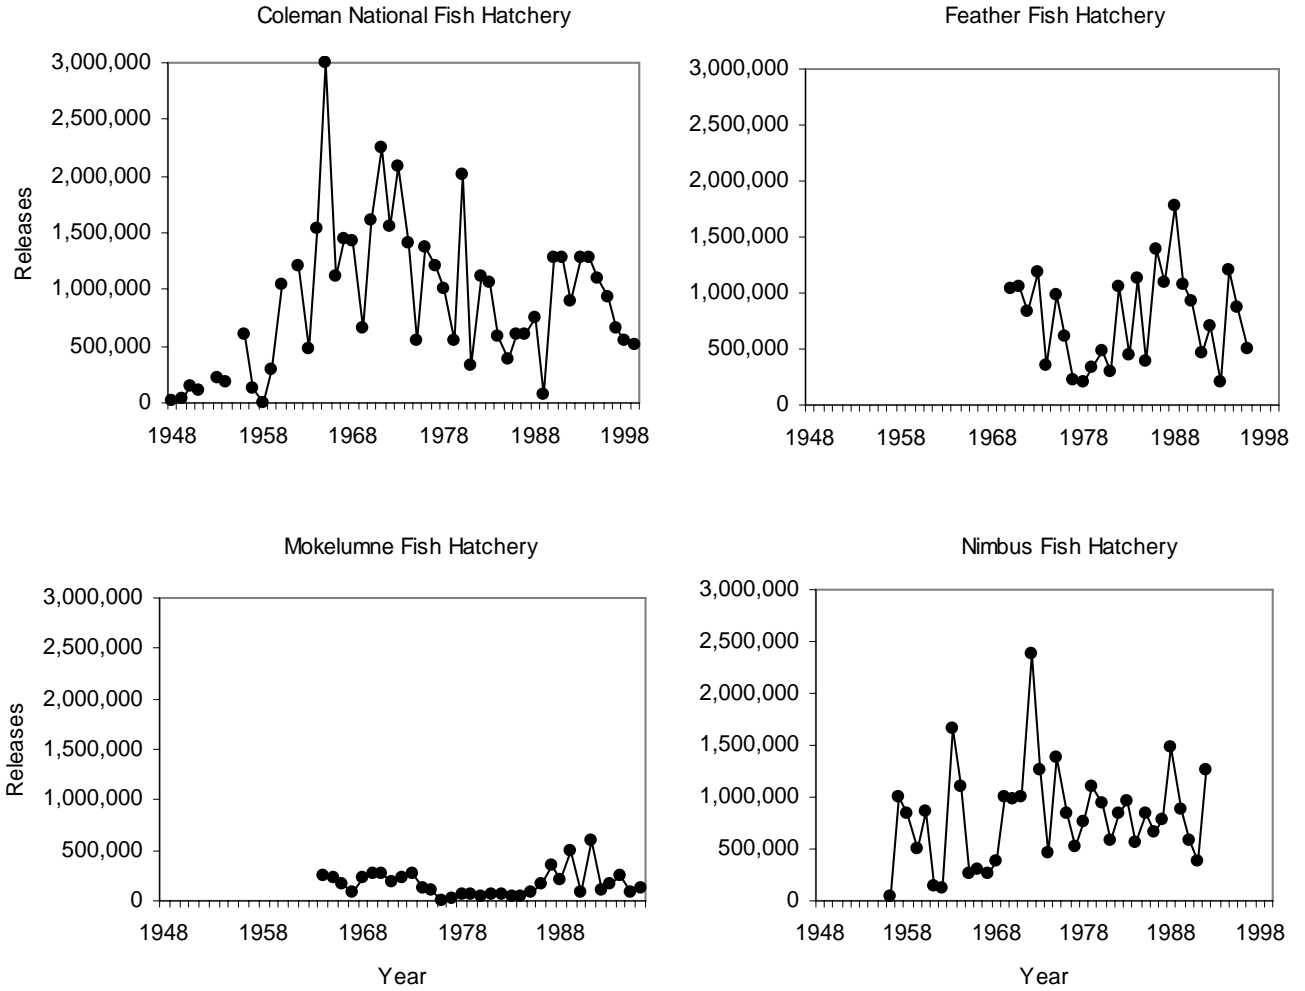 Coleman National Fish Hatchery
Releases
3,000,000
2,500,000
2,000,000
1,500,000
1,000,000
500,000
0
1948 1958 1968 1978 1988 1998
Feather Fish Hatchery
3,000,000
2,500,000
2,000,000
1,500,000
1,000,000
500,000
0
1948 1958 1968 1978 1988 1998
Mokelumne Fish Hatchery
Releases
3,000,000
2,500,000
2,000,000
1,500,000
1,000,000
500,000
0
1948 1958 1968 1978 1988
Year
Nimbus Fish Hatchery
3,000,000
2,500,000
2,000,000
1,500,000
1,000,000
500,000
0
1948 1958 1968 1978 1988 1998
Year